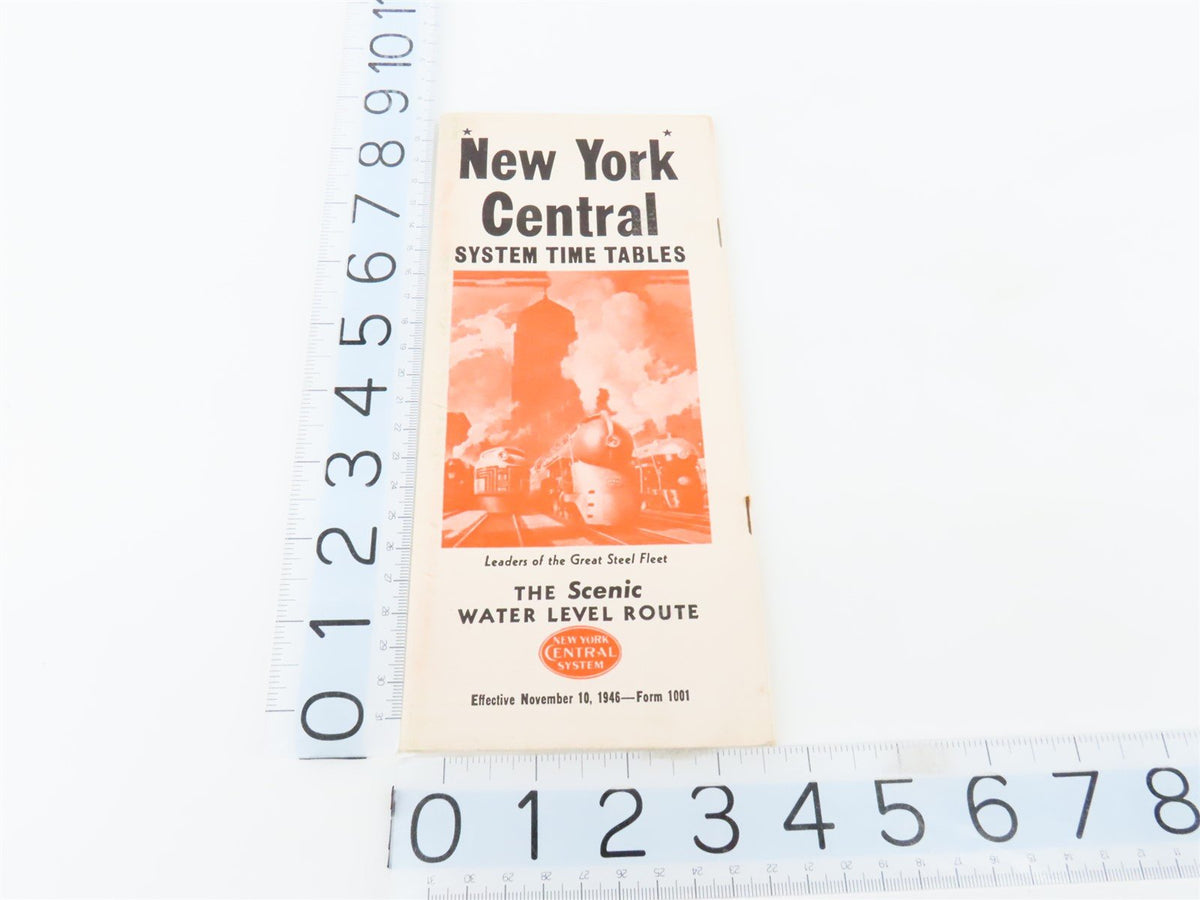 New York
Central
SYSTEM TIME TABLES
Leaders of the Great Steel Fleet
THE Scenic
WATER LEVEL ROUTE
NEW YORK
CENTRAL
SYSTEM
Effective November 10, 1946—Form 1001
11
10
9
8
7
6
5
4
3
2
1
0
0 1 2 3 4 5 6 7 8